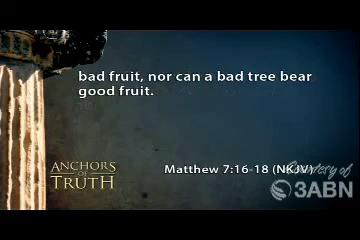 bad fruit, nor can a bad tree bear
good fruit.
ANCHORS
OF
TRUTH
Matthew 7:16-18 (NKJV)
Courtesy of
3ABN